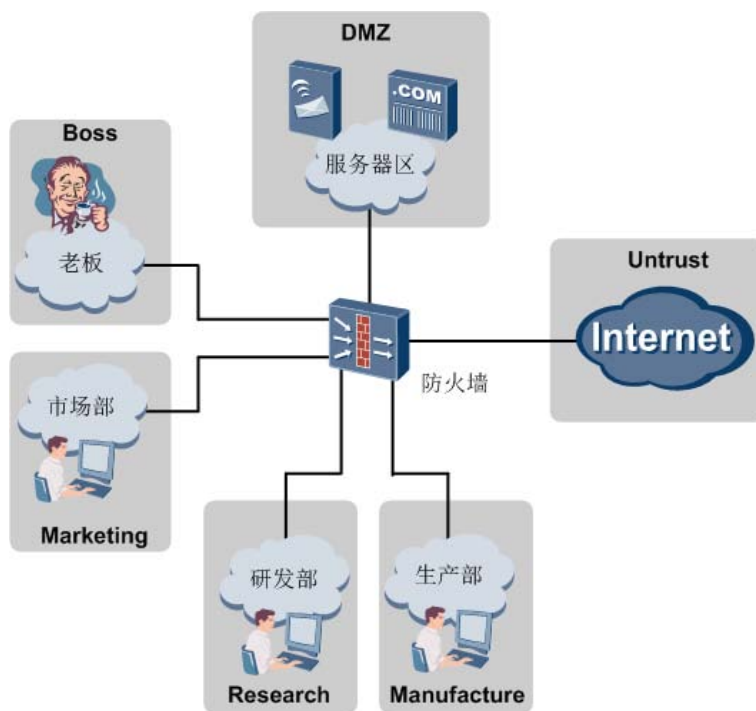 DMZ
.COM
服务器区
Boss
老板
Untrust
Internet
防火墙
市场部
Marketing
研发部
Research
生产部
Manufacture